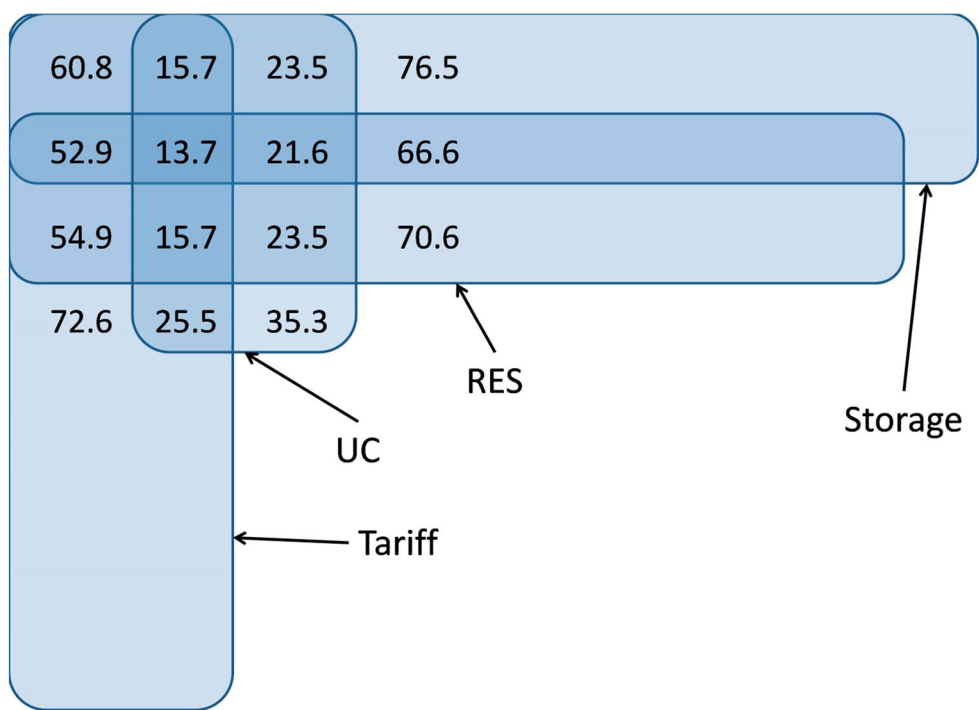 60.8 15.7 23.5 76.5
52.9 13.7 21.6 66.6
54.9 15.7 23.5 70.6
72.6 25.5 35.3
RES
Storage
UC
Tariff